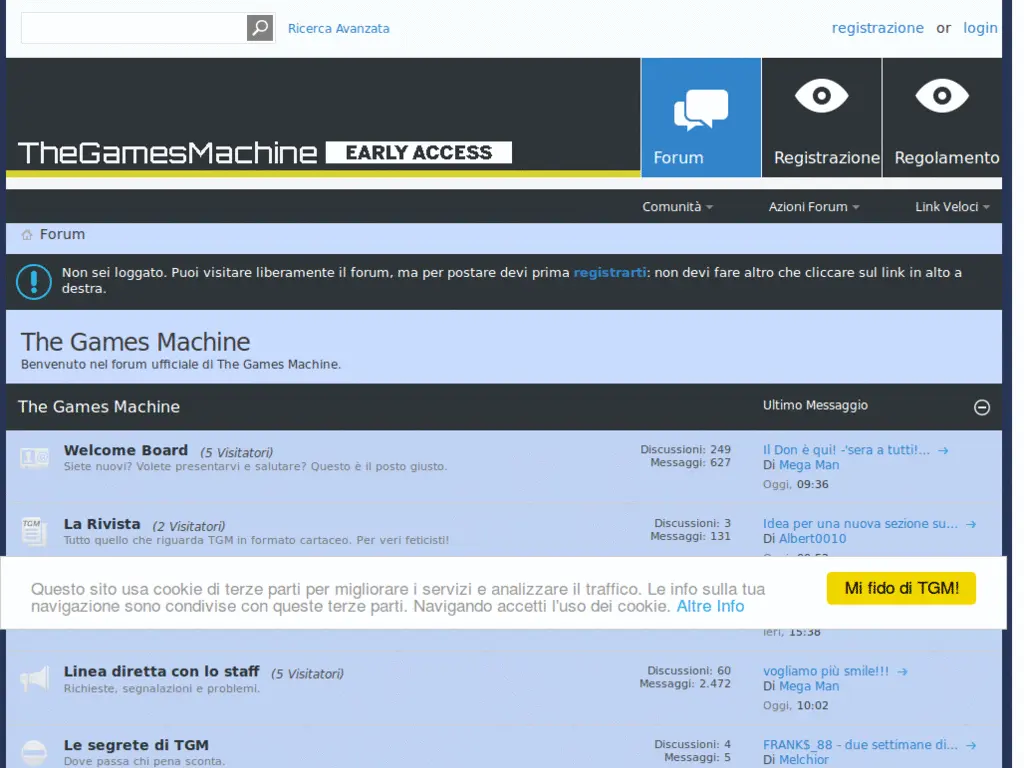 Ricerca Avanzata
registrazione or login
TheGamesMachine EARLY ACCESS
Forum
Registrazione
Regolamento
Comunità
Azioni Forum
Link Veloci
Forum
Non sei loggato. Puoi visitare liberamente il forum, ma per postare devi prima registrarti: non devi fare altro che cliccare sul link in alto a
destra.
The Games Machine
Benvenuto nel forum ufficiale di The Games Machine.
The Games Machine
Ultimo Messaggio
Welcome Board (5 Visitatori)
Siete nuovi? Volete presentarvi e salutare? Questo è il posto giusto.
Discussioni: 249
Messaggi: 627
Il Don è qui! -'sera a tutti!...
Di Mega Man
Oggi, 09:36
TGM
La Rivista (2 Visitatori)
Tutto quello che riguarda TGM in formato cartaceo. Per veri feticisti!
Discussioni: 3
Messaggi: 131
Idea per una nuova sezione su...
Di Albert0010
Questo sito usa cookie di terze parti per migliorare i servizi e analizzare il traffico. Le info sulla tua
navigazione sono condivise con queste terze parti. Navigando accetti l'uso dei cookie. Altre Info
Mi fido di TGM!
Ieri, 15:38
Linea diretta con lo staff (5 Visitatori)
Richieste, segnalazioni e problemi.
Discussioni: 60
Messaggi: 2.472
vogliamo più smile!!!
Di Mega Man
Oggi, 10:02
Le segrete di TGM
Dove passa chi pena sconta.
Discussioni: 4
Messaggi: 5
FRANK$_88 - due settimane di...
Di Melchior